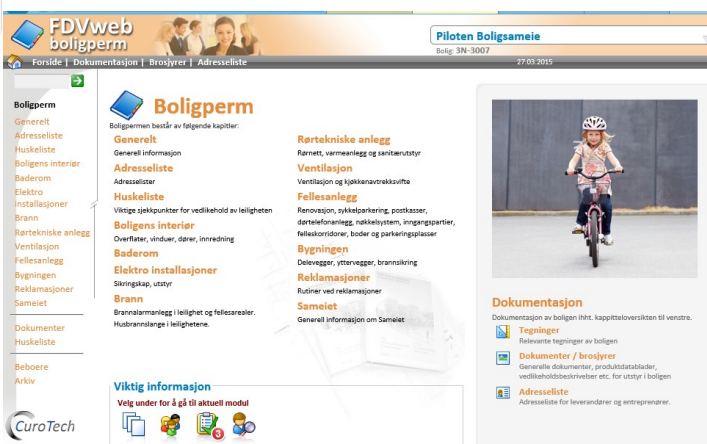 FDVweb
boligperm
Piloten Boligsameie
Bolig: 3N-3007
Forside | Dokumentasjon | Brosjyrer | Adresseliste
27.03.2015
Boligperm
Generelt
Adresseliste
Huskeliste
Boligens interiør
Baderom
Elektro
installasjoner
Brann
Rørtekniske anlegg
Ventilasjon
Fellesanlegg
Bygningen
Reklamasjoner
Sameiet
Dokumenter
Huskeliste
Beboere
Arkiv
CuroTech
Boligperm
Boligpermen består av følgende kapitler:
Generelt
Generell informasjon
Adresseliste
Adresselister
Huskeliste
Viktige sjekkpunkter for vedlikehold av leiligheten
Boligens interiør
Overflater, vinduer, dører, innredning
Baderom
Elektro installasjoner
Sikringskap, utstyr
Brann
Brannalarmanlegg i leilighet og fellesarealer.
Husbrannslange i leilighetene.
Rørtekniske anlegg
Rørnett, varmeanlegg og sanitærutstyr
Ventilasjon
Ventilasjon og kjøkkenavtrekksvifte
Fellesanlegg
Renovasjon, sykkelparkering, postkasser,
dørtelefonanlegg, nøkkelsystem, inngangspartier,
felleskorridorer, boder og parkeringsplasser
Bygningen
Delevegger, yttervegger, brannsikring
Reklamasjoner
Rutiner ved reklamasjoner
Sameiet
Generell informasjon om Sameiet
Viktig informasjon
Velg under for å gå til aktuell modul
3
Dokumentasjon
Dokumentasjon av boligen ihht. kappitteloversikten til venstre.
Tegninger
Relevante tegninger av boligen
Dokumenter / brosjyrer
Generelle dokumenter, produktdatablader,
vedlikeholdsbeskrivelser etc. for utstyr i boligen
Adresseliste
Adresseliste for leverandører og entreprenører.